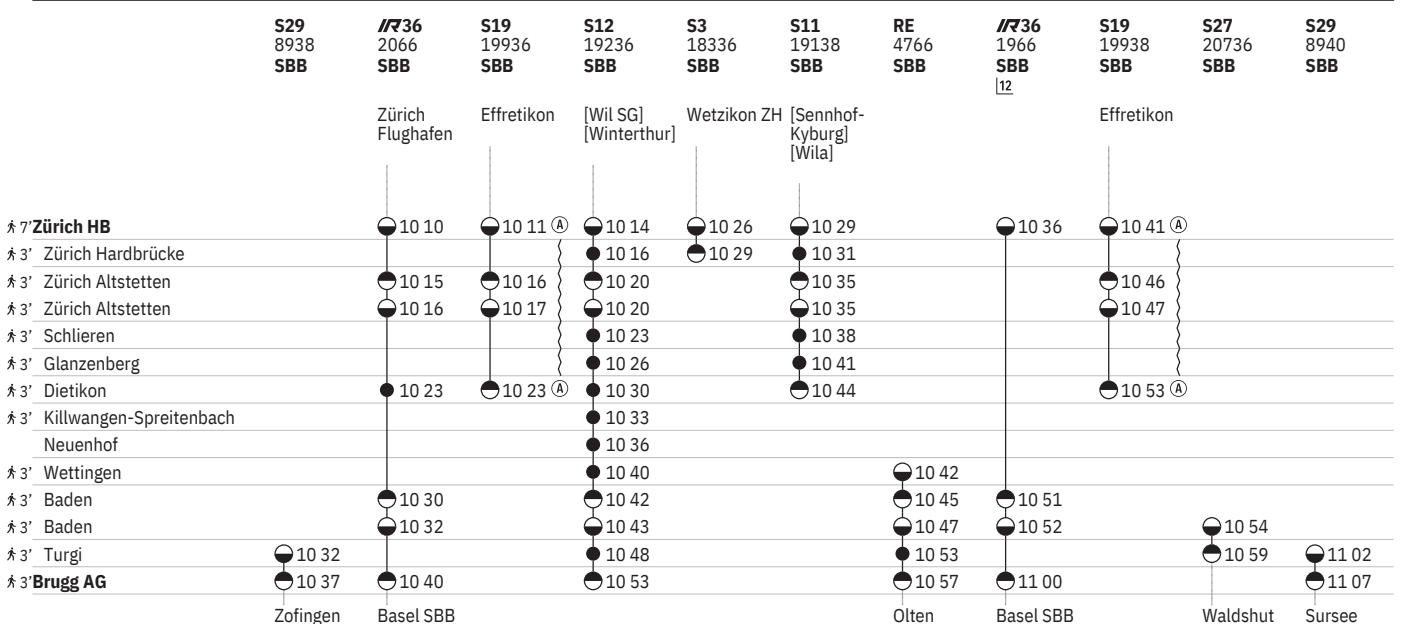 S29 IR36 S19 S12 S3 S11 RE IR36 S19 S27 S29
8938 2066 19936 19236 18336 19138 4766 1966 19938 20736 8940
SBB SBB SBB SBB SBB SBB SBB SBB SBB SBB SBB
12
Zürich Effretikon [Wil SG] Wetzikon ZH [Sennhof- Effretikon
Flughafen [Winterthur] Kyburg]
[Wila]
7' Zürich HB 10 10 10 11 A 10 14 10 26 10 29 10 36 10 41 A
3' Zürich Hardbrücke 10 16 10 29 10 31
3' Zürich Altstetten 10 15 10 16 10 20 10 35 10 46
3' Zürich Altstetten 10 16 10 17 10 20 10 35 10 47
3' Schlieren 10 23 10 38
3' Glanzenberg 10 26 10 41
3' Dietikon 10 23 10 23 A 10 30 10 44 10 53 A
3' Killwangen-Spreitenbach 10 33
Neuenhof 10 36
3' Wettingen 10 40 10 42
3' Baden 10 30 10 42 10 45 10 51
3' Baden 10 32 10 43 10 47 10 52 10 54
3' Turgi 10 32 10 48 10 53 10 59 11 02
3' Brugg AG 10 37 10 40 10 53 10 57 11 00 11 07
Zofingen Basel SBB Olten Basel SBB Waldshut Sursee